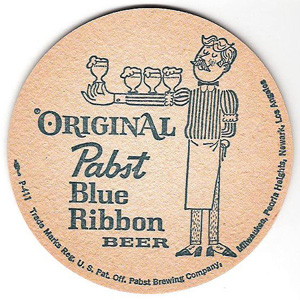 ®ORIGINAL
Pabst
Blue
Ribbon
BEER
P-411 Trade Marks Reg. U. S. Pat. Off. Pabst Brewing Company, Milwaukee, Peoria Heights, Newark, Los Angeles